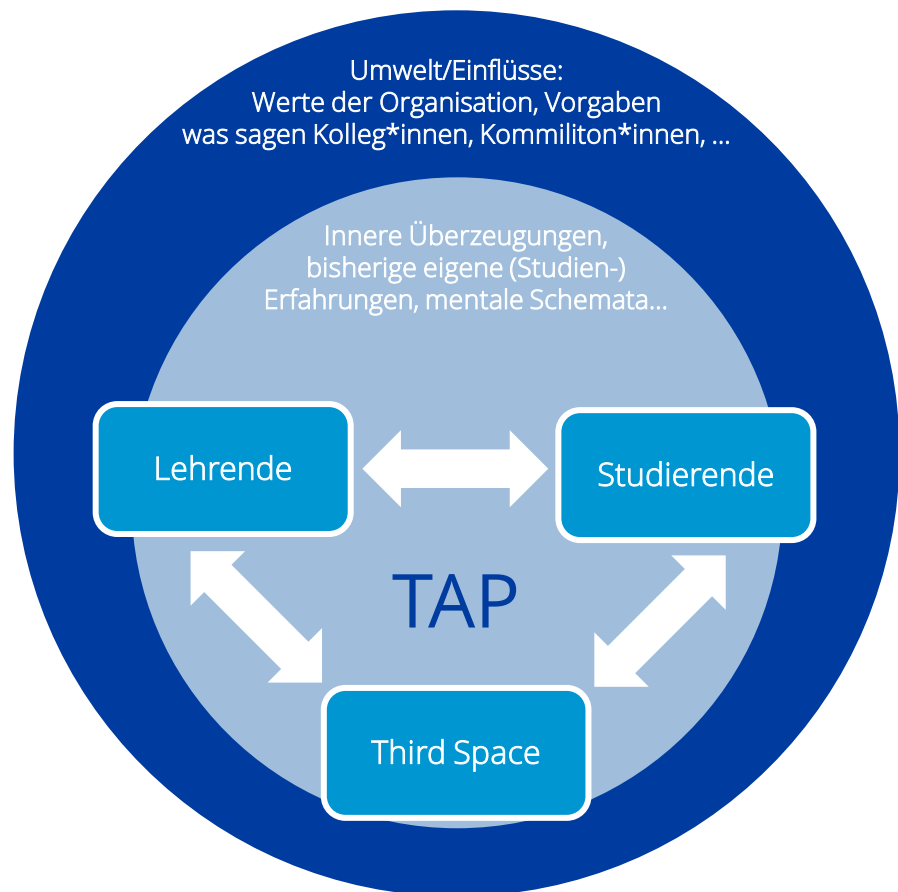 Umwelt/Einflüsse:
Werte der Organisation, Vorgaben
was sagen Kolleg*innen, Kommiliton*innen, ...
Innere Überzeugungen,
bisherige eigene (Studien-)
Erfahrungen, mentale Schemata...
Lehrende
Studierende
TAP
Third Space